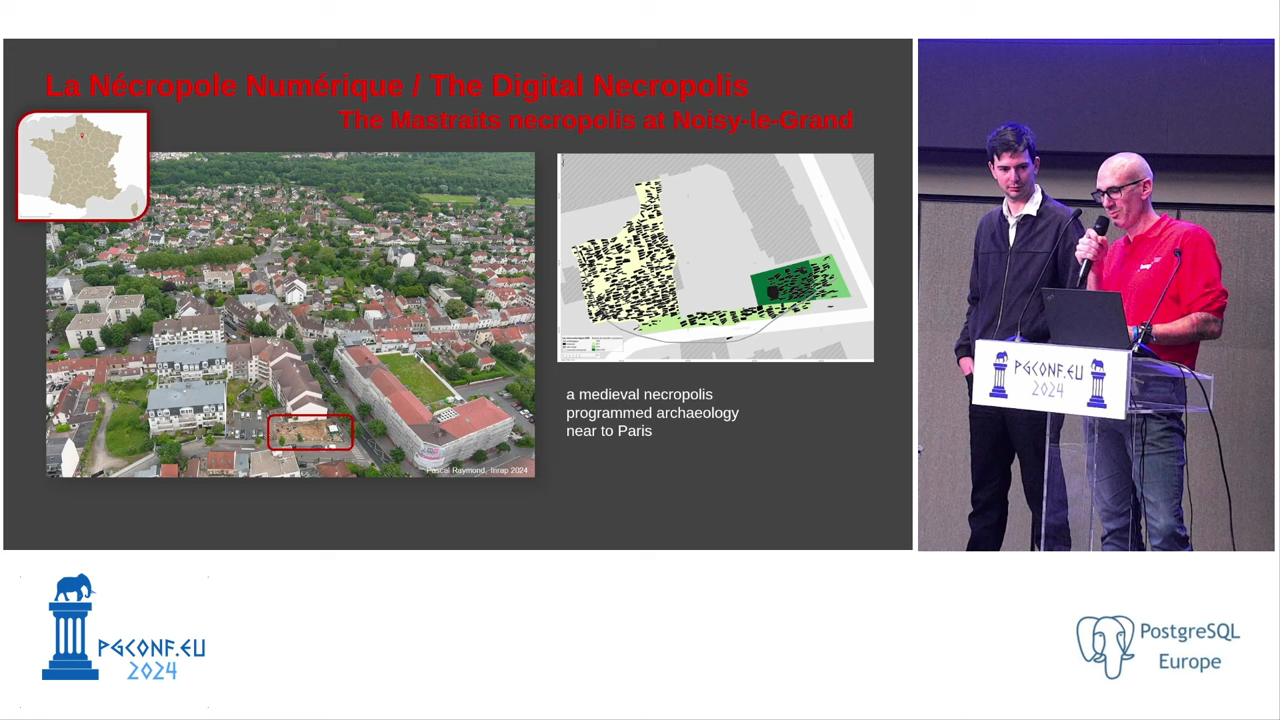 La Nécropole Numérique / The Digital Necropolis
The Mastraits necropolis at Noisy-le-Grand
a medieval necropolis
programmed archaeology
near to Paris
Pascal Raymond, Inrap 2024
PGCONF.EU
2024
PGCONF.EU
2024
PostgreSQL
Europe